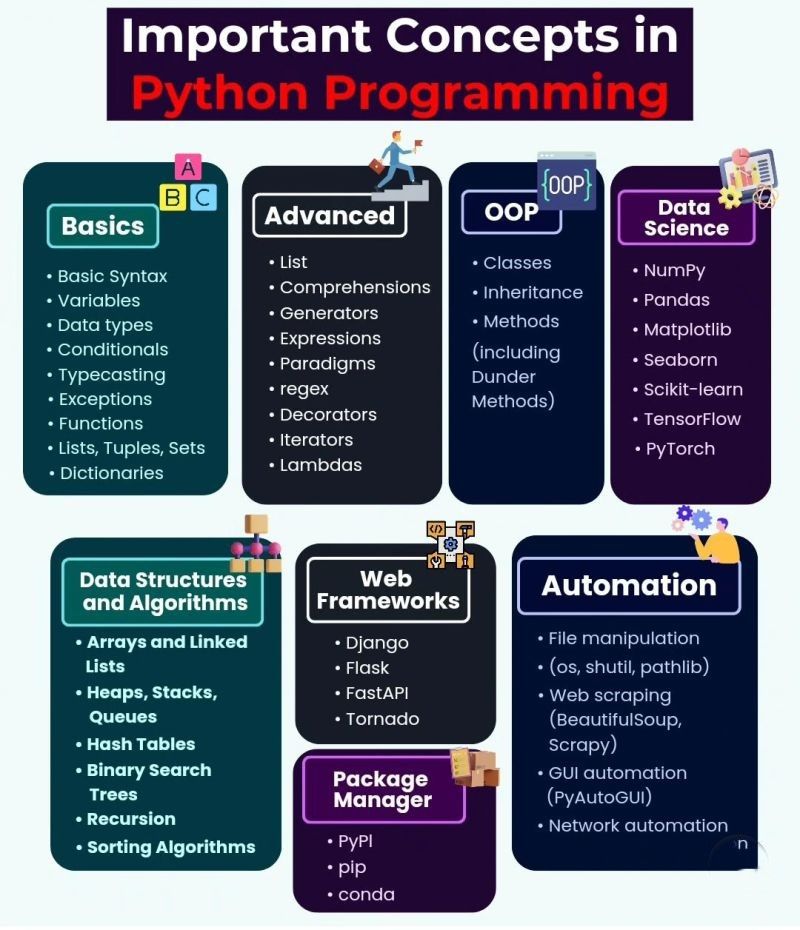 Important Concepts in
Python Programming
A
B C
Basics
• Basic Syntax
• Variables
• Data types
• Conditionals
• Typecasting
• Exceptions
• Functions
• Lists, Tuples, Sets
• Dictionaries
Advanced
• List
• Comprehensions
• Generators
• Expressions
• Paradigms
• regex
• Decorators
• Iterators
• Lambdas
{OOP}
OOP
• Classes
• Inheritance
• Methods
(including
Dunder
Methods)
Data
Science
• NumPy
• Pandas
• Matplotlib
• Seaborn
• Scikit-learn
• TensorFlow
• PyTorch
Data Structures
and Algorithms
• Arrays and Linked
Lists
• Heaps, Stacks,
Queues
• Hash Tables
• Binary Search
Trees
• Recursion
• Sorting Algorithms
</>
Web
Frameworks
• Django
• Flask
• FastAPI
• Tornado
Package
Manager
• PyPI
• pip
• conda
Automation
• File manipulation
• (os, shutil, pathlib)
• Web scraping
(BeautifulSoup,
Scrapy)
• GUI automation
(PyAutoGUI)
• Network automation
n